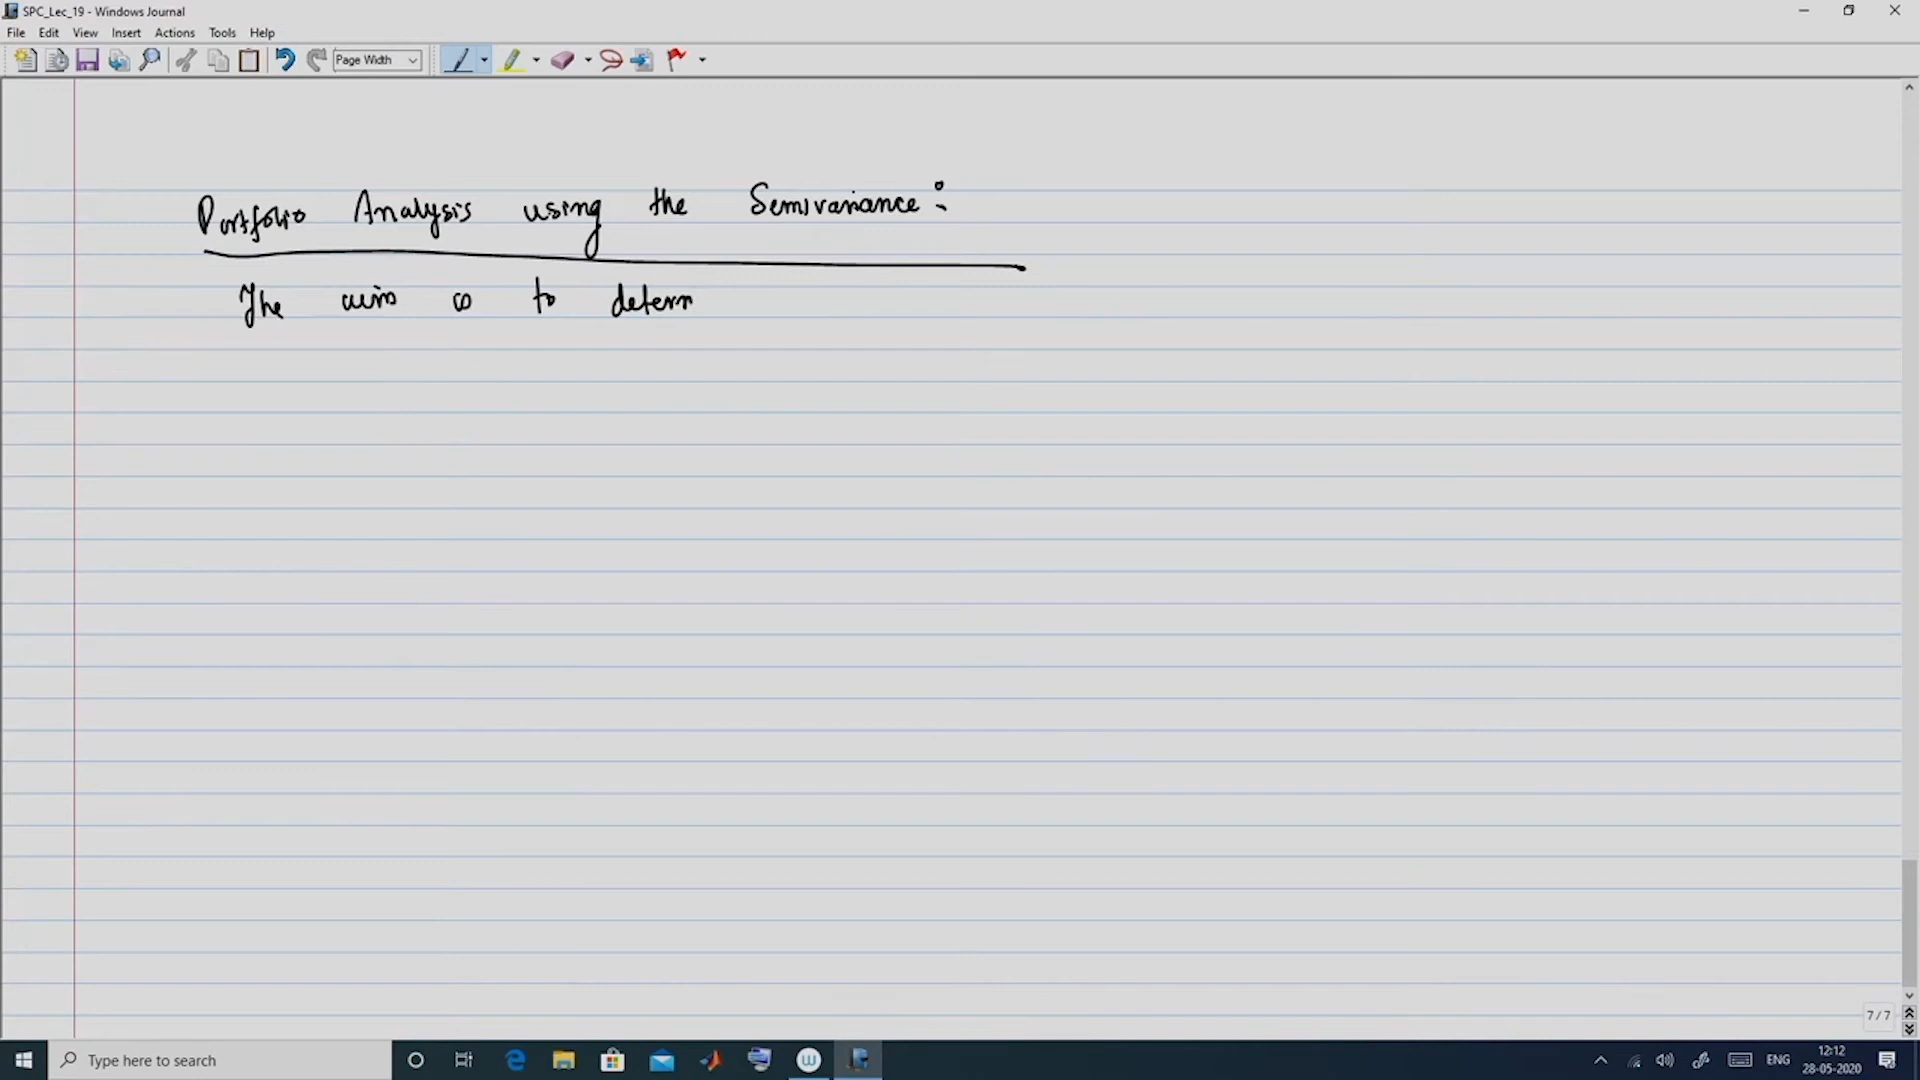 SPC_Lec_19 - Windows Journal
File Edit View Insert Actions Tools Help
Page Width
Portfolio Analysis using the Semivariance:
The aim is to determ
7 / 7
Type here to search
ENG
12:12
28-05-2020